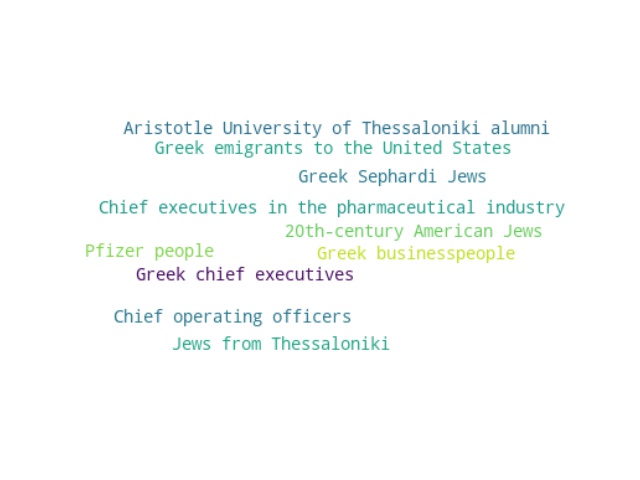 Aristotle University of Thessaloniki alumni
Greek emigrants to the United States
Greek Sephardi Jews
Chief executives in the pharmaceutical industry
20th-century American Jews
Pfizer people
Greek businesspeople
Greek chief executives
Chief operating officers
Jews from Thessaloniki